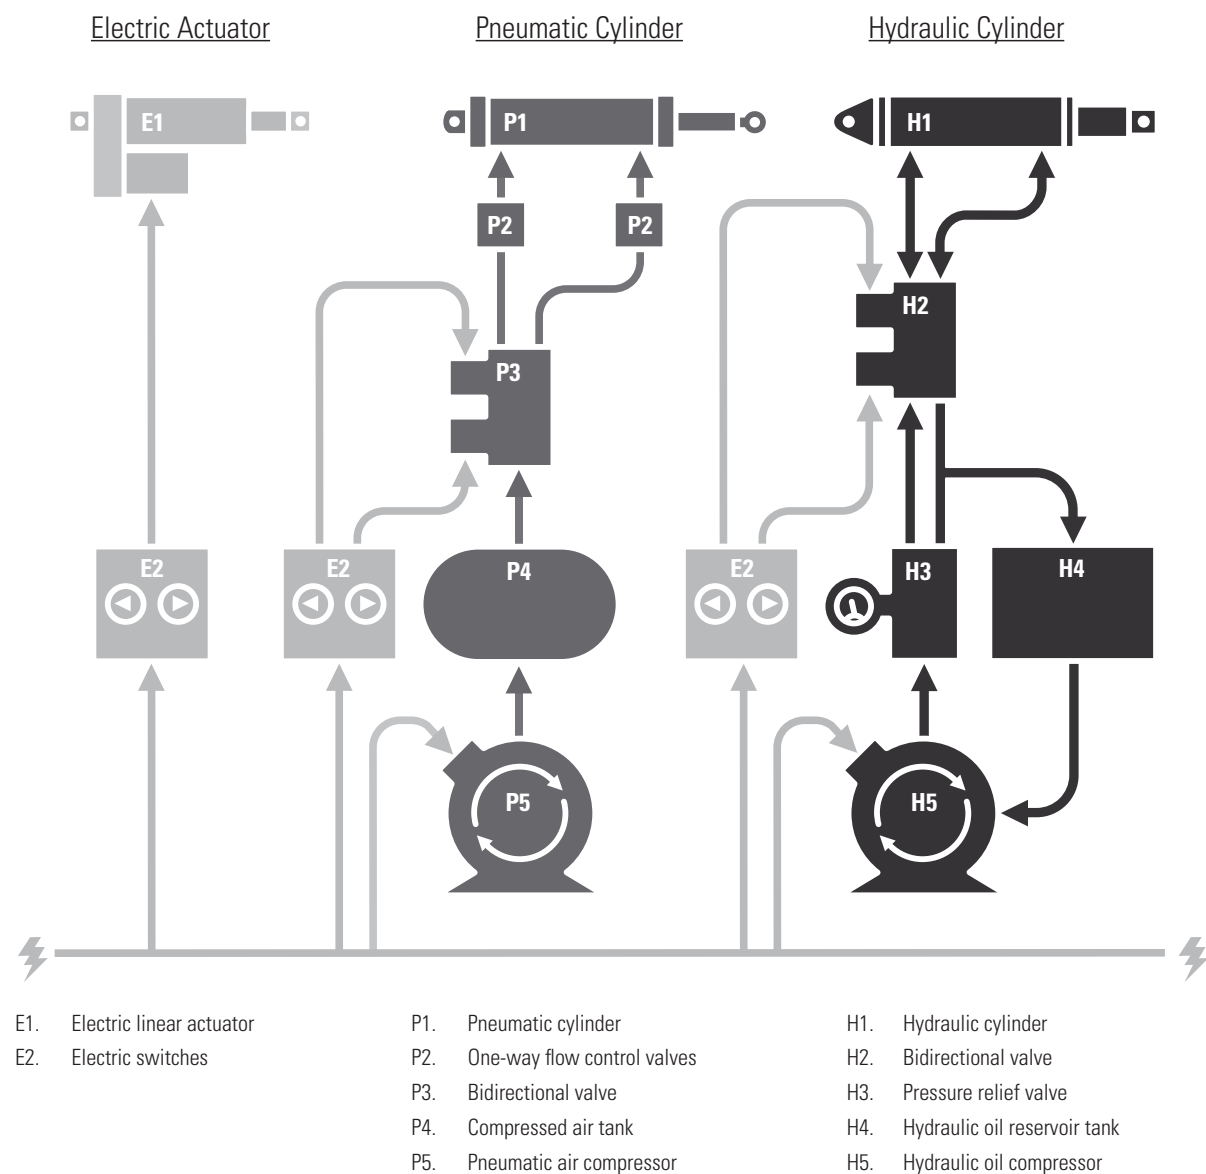 Electric Actuator
Pneumatic Cylinder
Hydraulic Cylinder
E1
P1
H1
P2
P2
H2
P3
E2
E2
P4
E2
H3
H4
P5
H5
E1. Electric linear actuator
E2. Electric switches
P1. Pneumatic cylinder
P2. One-way flow control valves
P3. Bidirectional valve
P4. Compressed air tank
P5. Pneumatic air compressor
H1. Hydraulic cylinder
H2. Bidirectional valve
H3. Pressure relief valve
H4. Hydraulic oil reservoir tank
H5. Hydraulic oil compressor